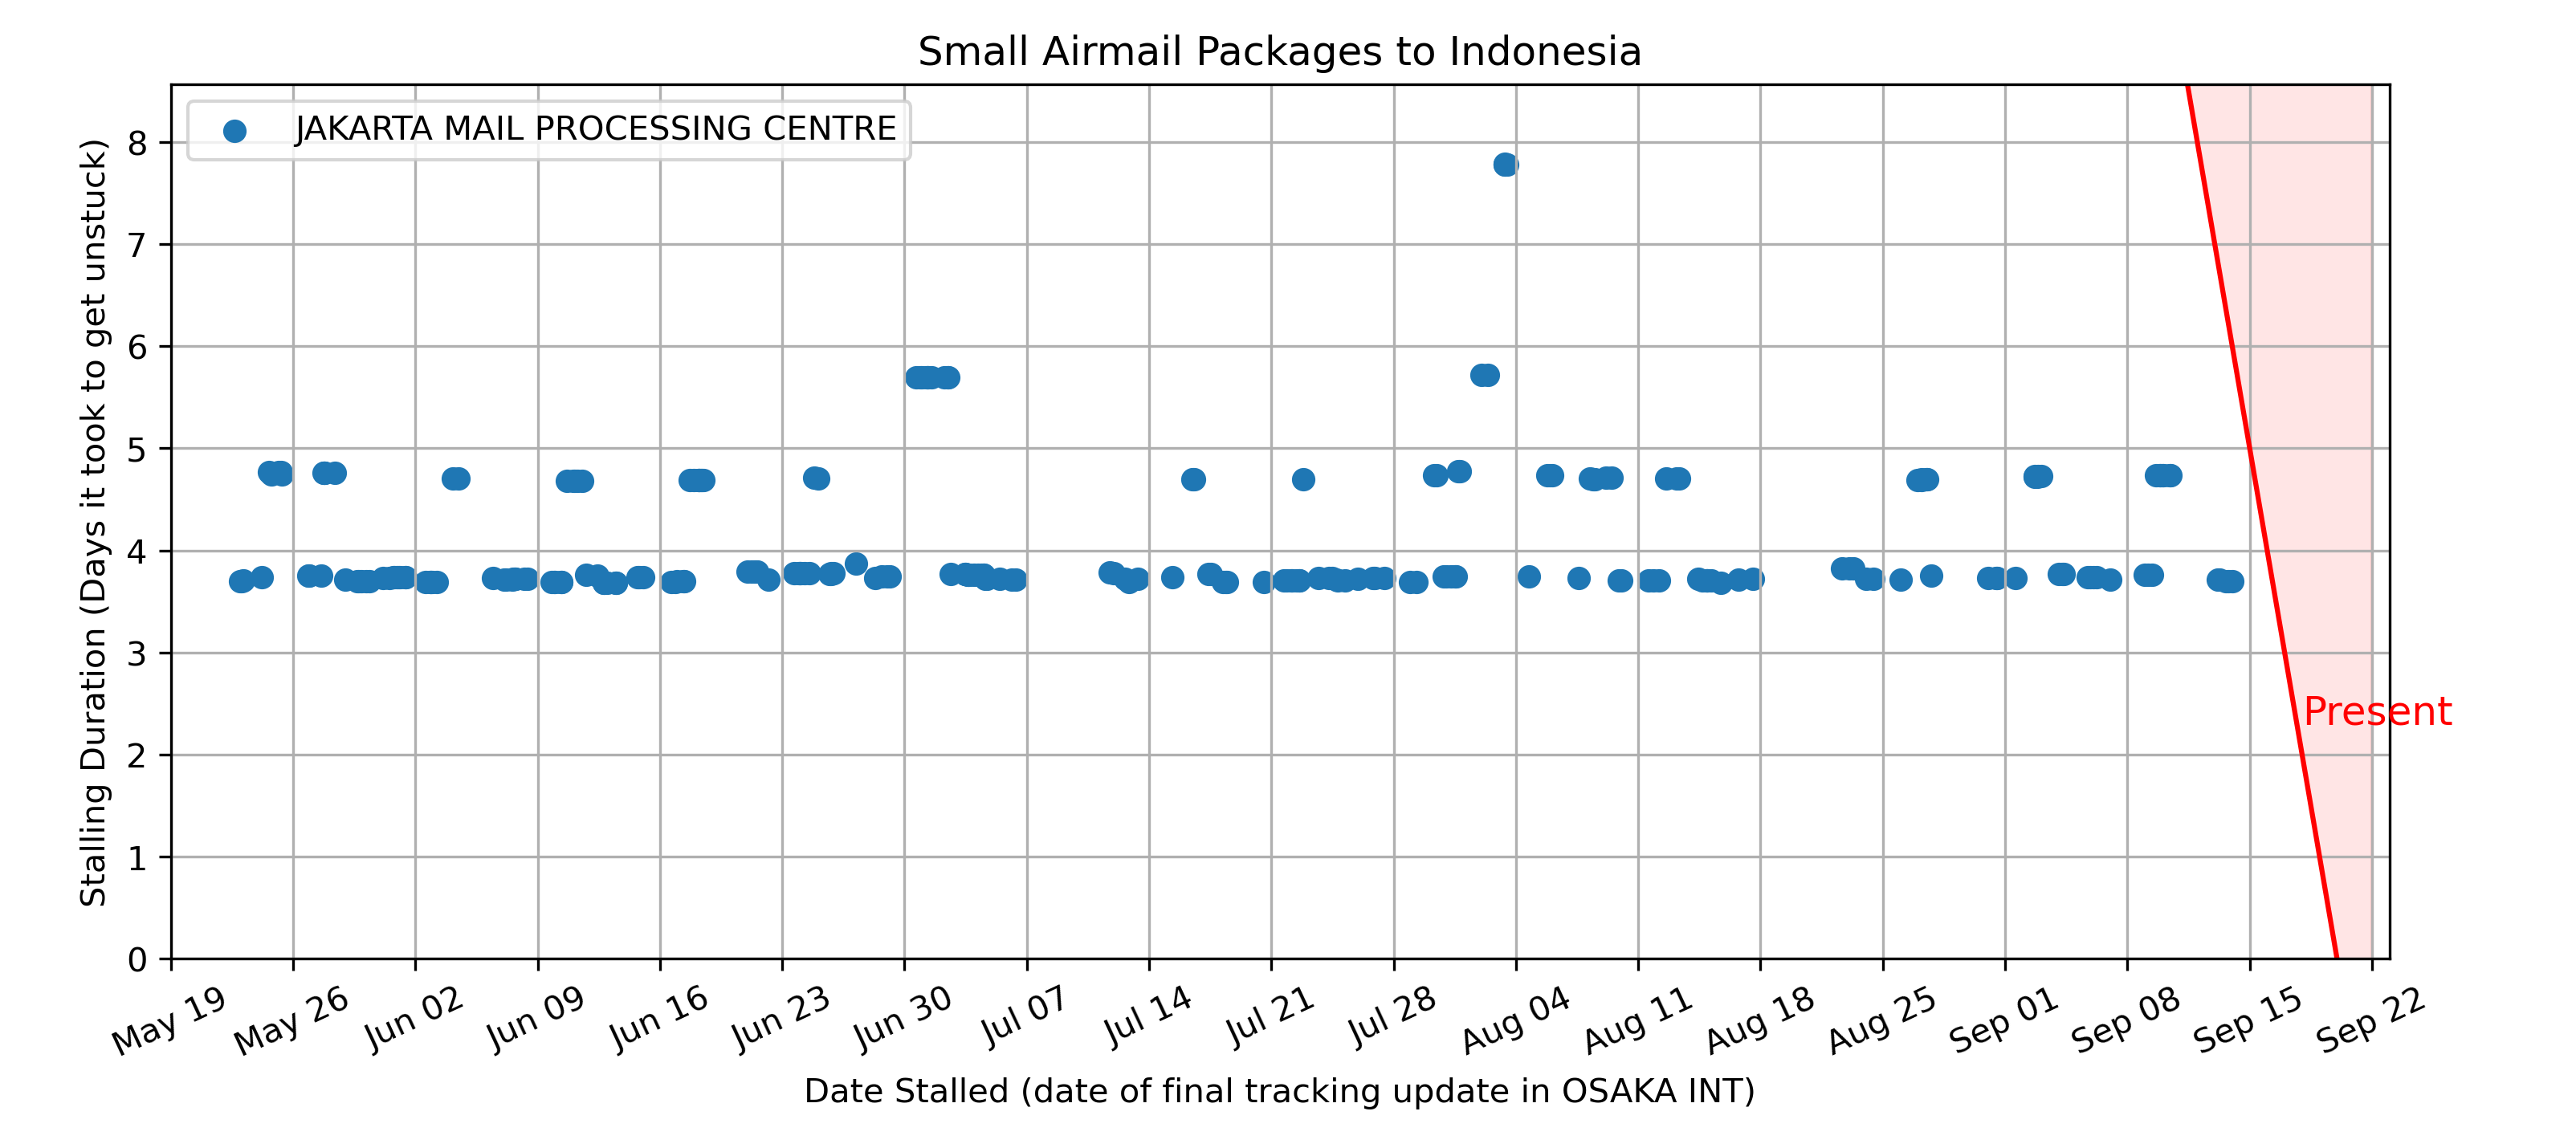 Small Airmail Packages to Indonesia
JAKARTA MAIL PROCESSING CENTRE
Stalling Duration (Days it took to get unstuck)
8
7
6
5
4
3
2
1
0
Present
May 19
May 26
Jun 02
Jun 09
Jun 16
Jun 23
Jun 30
Jul 07
Jul 14
Jul 21
Jul 28
Aug 04
Aug 11
Aug 18
Aug 25
Sep 01
Sep 08
Sep 15
Sep 22
Date Stalled (date of final tracking update in OSAKA INT)